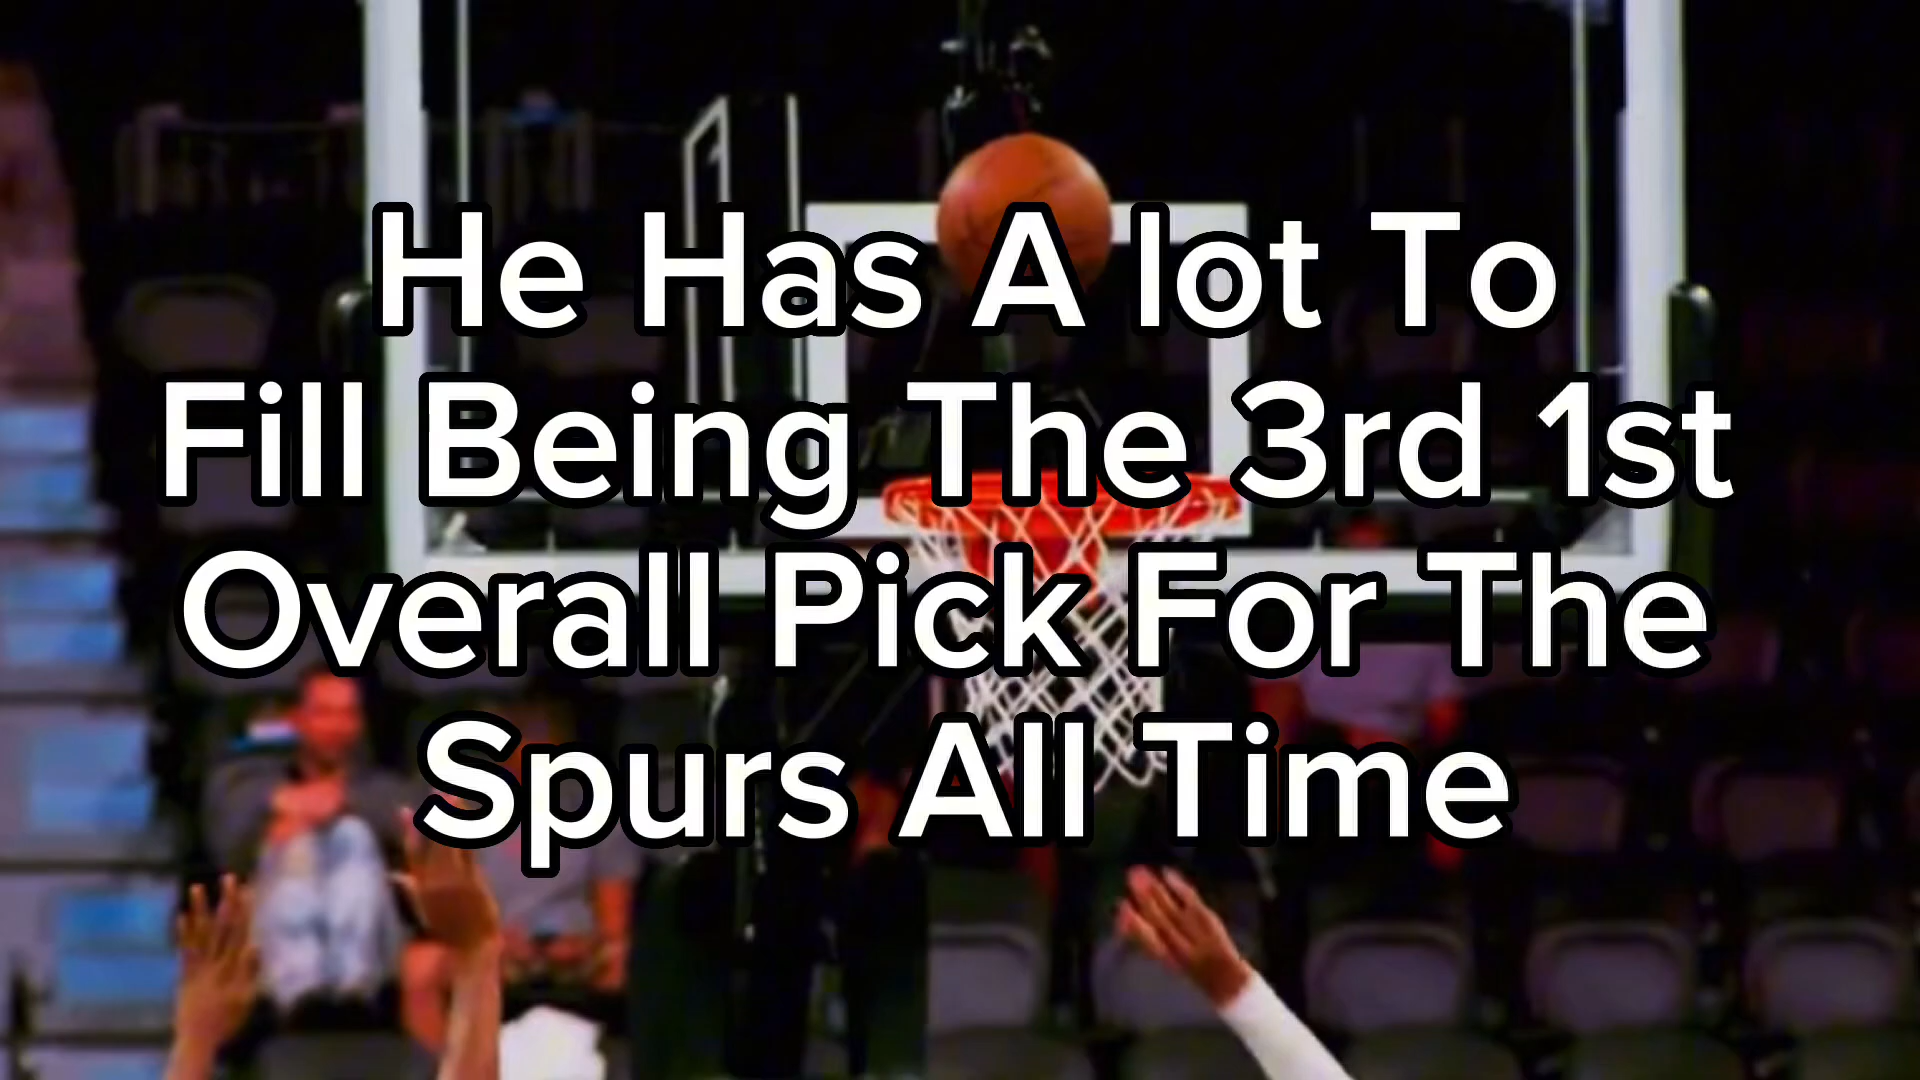 He Has A lot To
Fill Being The 3rd 1st
Overall Pick For The
Spurs All Time